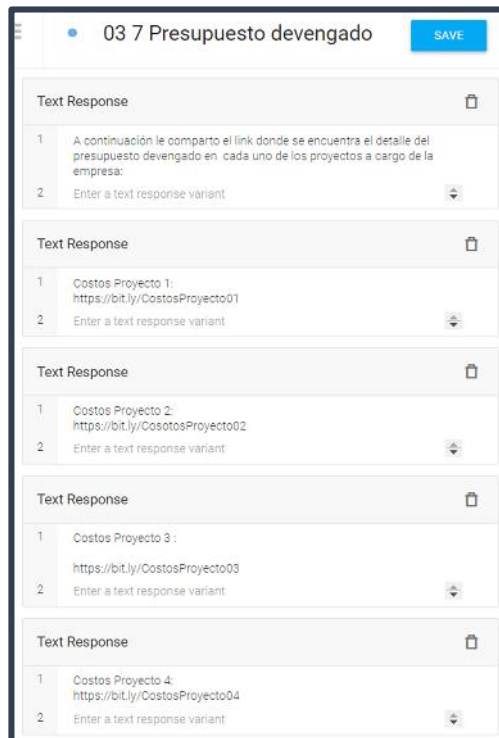 03 7 Presupuesto devengado
SAVE
Text Response
1 A continuación le comparto el link donde se encuentra el detalle del
presupuesto devengado en cada uno de los proyectos a cargo de la
empresa:
2 Enter a text response variant
Text Response
1 Costos Proyecto 1:
https://bit.ly/CostosProyecto01
2 Enter a text response variant
Text Response
1 Costos Proyecto 2:
https://bit.ly/CosotosProyecto02
2 Enter a text response variant
Text Response
1 Costos Proyecto 3 :
https://bit.ly/CostosProyecto03
2 Enter a text response variant
Text Response
1 Costos Proyecto 4:
https://bit.ly/CostosProyecto04
2 Enter a text response variant